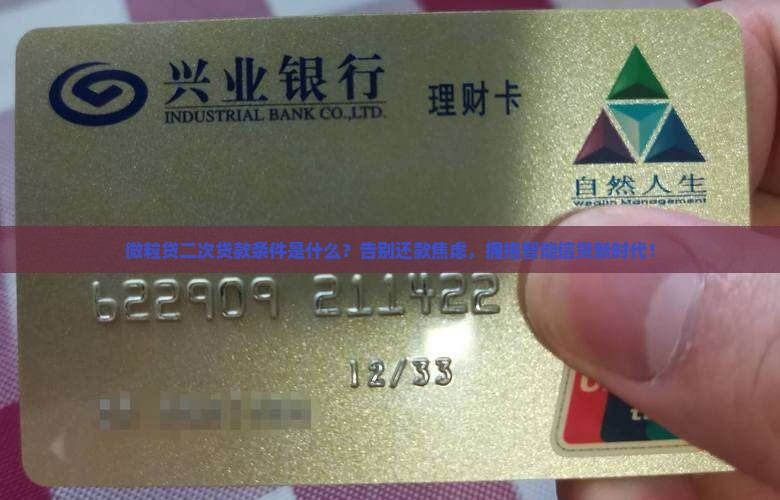 兴业银行
INDUSTRIAL BANK CO.,LTD.
理财卡
自然人生
Wealth Management
微粒贷二次贷款条件是什么？告别还款焦虑，拥抱智能信贷新时代！
622909 211422
12/33